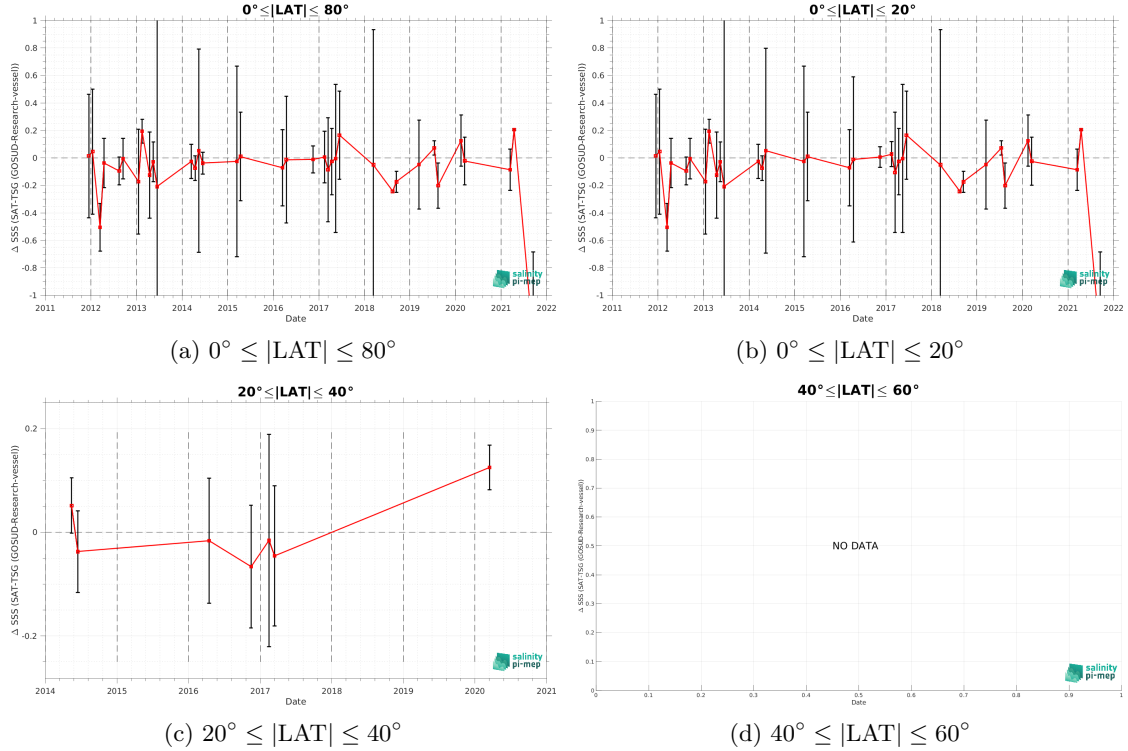 0°≤|LAT|≤ 80°
1
0.8
0.6
0.4
0.2
0
-0.2
-0.4
-0.6
-0.8
-1
Δ SSS (SAT-TSG (GOSUD-Research-vessel))
2011 2012 2013 2014 2015 2016 2017 2018 2019 2020 2021 2022
Date
salinity
pi-mep
(a) 0° ≤ |LAT| ≤ 80°
0°≤|LAT|≤ 20°
1
0.8
0.6
0.4
0.2
0
-0.2
-0.4
-0.6
-0.8
-1
Δ SSS (SAT-TSG (GOSUD-Research-vessel))
2011 2012 2013 2014 2015 2016 2017 2018 2019 2020 2021 2022
Date
salinity
pi-mep
(b) 0° ≤ |LAT| ≤ 20°
20°≤|LAT|≤ 40°
0.2
0
-0.2
Δ SSS (SAT-TSG (GOSUD-Research-vessel))
2014 2015 2016 2017 2018 2019 2020 2021
Date
salinity
pi-mep
(c) 20° ≤ |LAT| ≤ 40°
40°≤|LAT|≤ 60°
1
0.9
0.8
0.7
0.6
0.5
0.4
0.3
0.2
0.1
0
Δ SSS (SAT-TSG (GOSUD-Research-vessel))
NO DATA
0 0.1 0.2 0.3 0.4 0.5 0.6 0.7 0.8 0.9 1
Date
salinity
pi-mep
(d) 40° ≤ |LAT| ≤ 60°